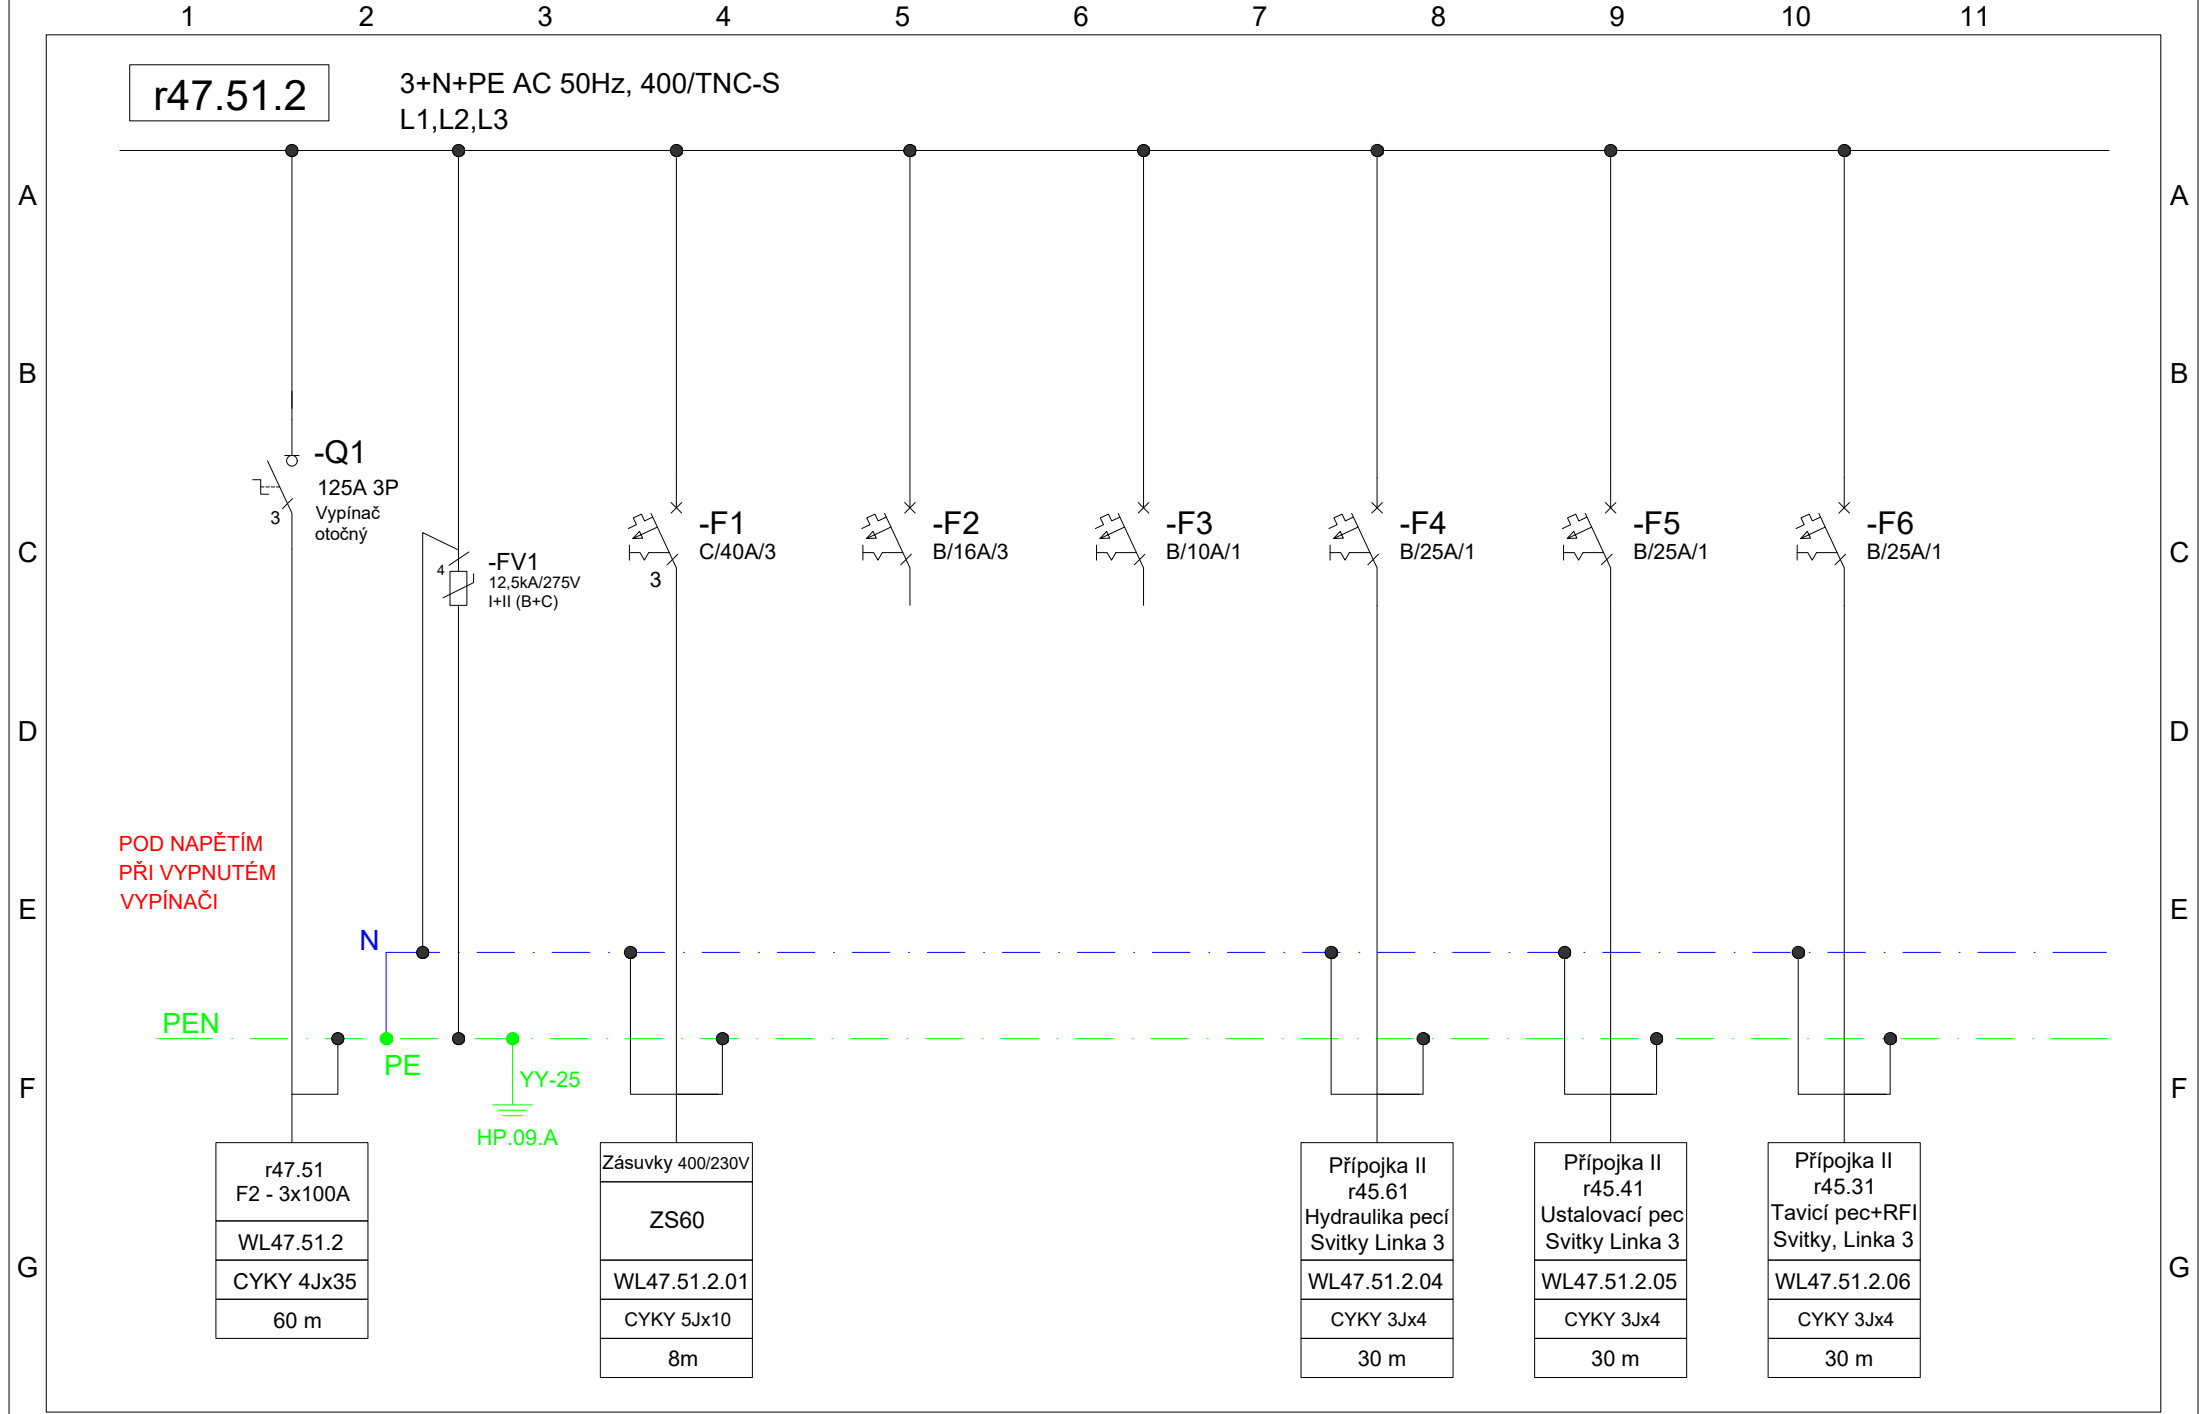 1 2 3 4 5 6 7 8 9 10 11
r47.51.2
3+N+PE AC 50Hz, 400/TNC-S
L1,L2,L3
A A
B B
-Q1
125A 3P
Vypínač
otočný
3
C C
4
-FV1
12,5kA/275V
I+II (B+C)
-F1
C/40A/3
3
-F2
B/16A/3
-F3
B/10A/1
-F4
B/25A/1
-F5
B/25A/1
-F6
B/25A/1
D D
POD NAPĚTÍM
PŘI VYPNUTÉM
VYPÍNAČI
E E
N
PEN
PE
YY-25
HP.09.A
F F
r47.51
F2 - 3x100A
WL47.51.2
CYKY 4Jx35
60 m
Zásuvky 400/230V
ZS60
WL47.51.2.01
CYKY 5Jx10
8m
Přípojka II
r45.61
Hydraulika pecí
Svitky Linka 3
WL47.51.2.04
CYKY 3Jx4
30 m
Přípojka II
r45.41
Ustalovací pec
Svitky Linka 3
WL47.51.2.05
CYKY 3Jx4
30 m
Přípojka II
r45.31
Tavicí pec+RFI
Svitky, Linka 3
WL47.51.2.06
CYKY 3Jx4
30 m
G G